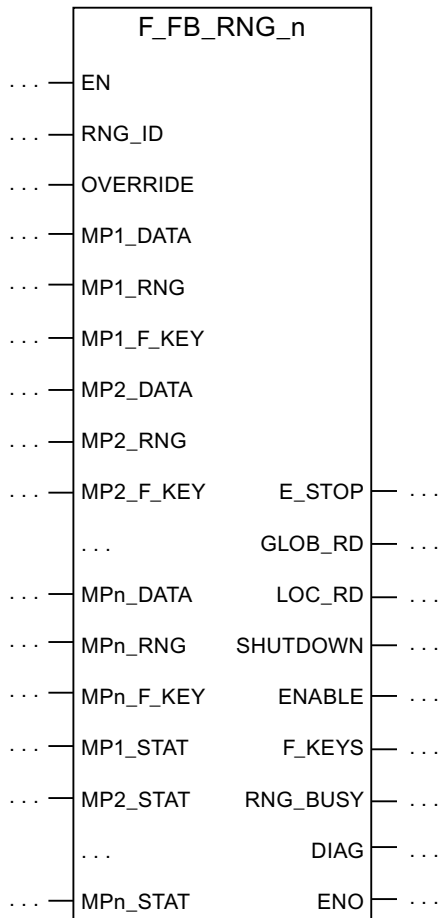 F_FB_RNG_n
... EN
... RNG_ID
... OVERRIDE
... MP1_DATA
... MP1_RNG
... MP1_F_KEY
... MP2_DATA
... MP2_RNG
... MP2_F_KEY E_STOP ...
... GLOB_RD ...
... MPn_DATA LOC_RD ...
... MPn_RNG SHUTDOWN ...
... MPn_F_KEY ENABLE ...
... MP1_STAT F_KEYS ...
... MP2_STAT RNG_BUSY ...
... DIAG ...
... MPn_STAT ENO ...